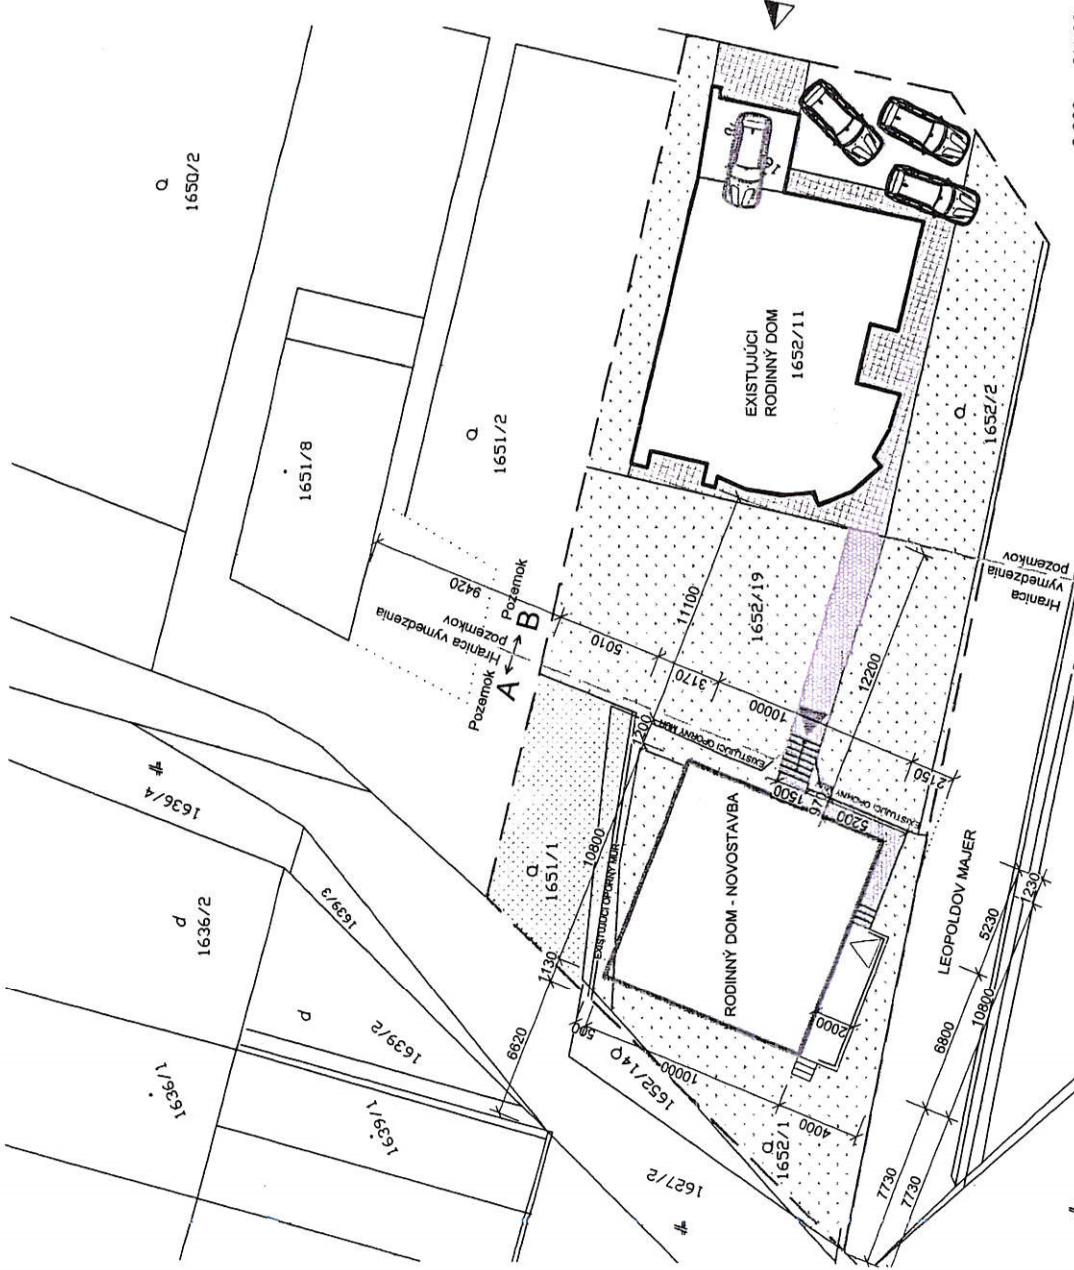 1650/2
1651/8
1651/2
9420
Hranica vymedzenia
pozemkov
Pozemok
A
Pozemok
B
5010
3170
10000
2150
11100
1652/19
12200
EXISTUJÚCI
RODINNÝ DOM
1652/11
1652/2
Hranica
vymedzenia
pozemkov
1636/4
1636/2
1639/3
1639/2
1636/1
1639/1
1627/2
1651/1
1200
10800
1130
6620
EXISTUJÚCI OPORNÝ MÚR
EXISTUJÚCI OPORNÝ MÚR
EXISTUJÚCI OPORNÝ MÚR
1500
970
5200
RODINNÝ DOM - NOVOSTAVBA
500
10000
2000
4000
1652/14
1652/1
LEOPOLDOV MAJER
5230
1230
6800
10800
7730
7730